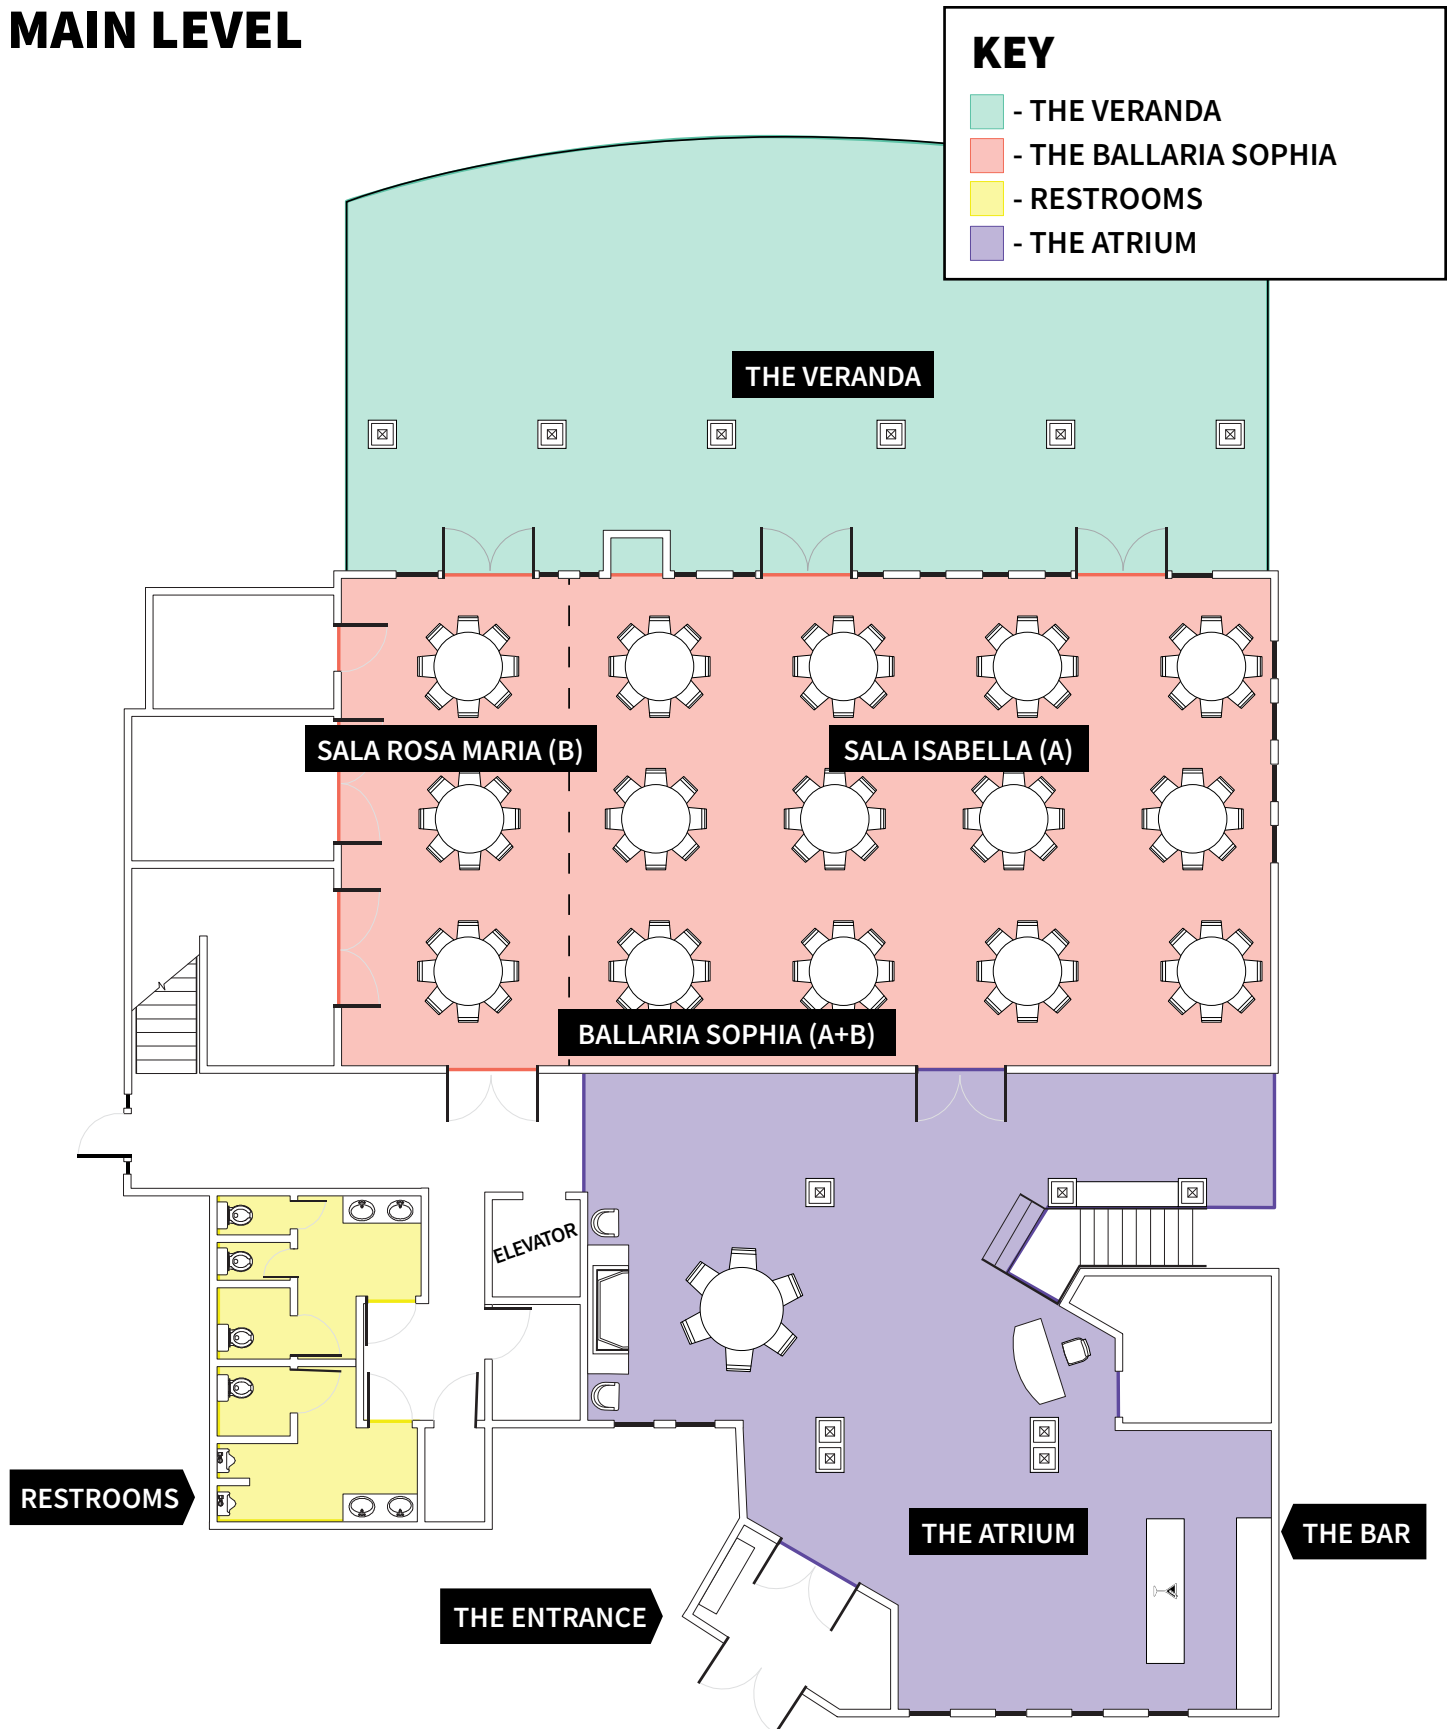 MAIN LEVEL
KEY
- THE VERANDA
- THE BALLARIA SOPHIA
- RESTROOMS
- THE ATRIUM
THE VERANDA
SALA ROSA MARIA (B)
SALA ISABELLA (A)
BALLARIA SOPHIA (A+B)
ELEVATOR
RESTROOMS
THE ATRIUM
THE BAR
THE ENTRANCE